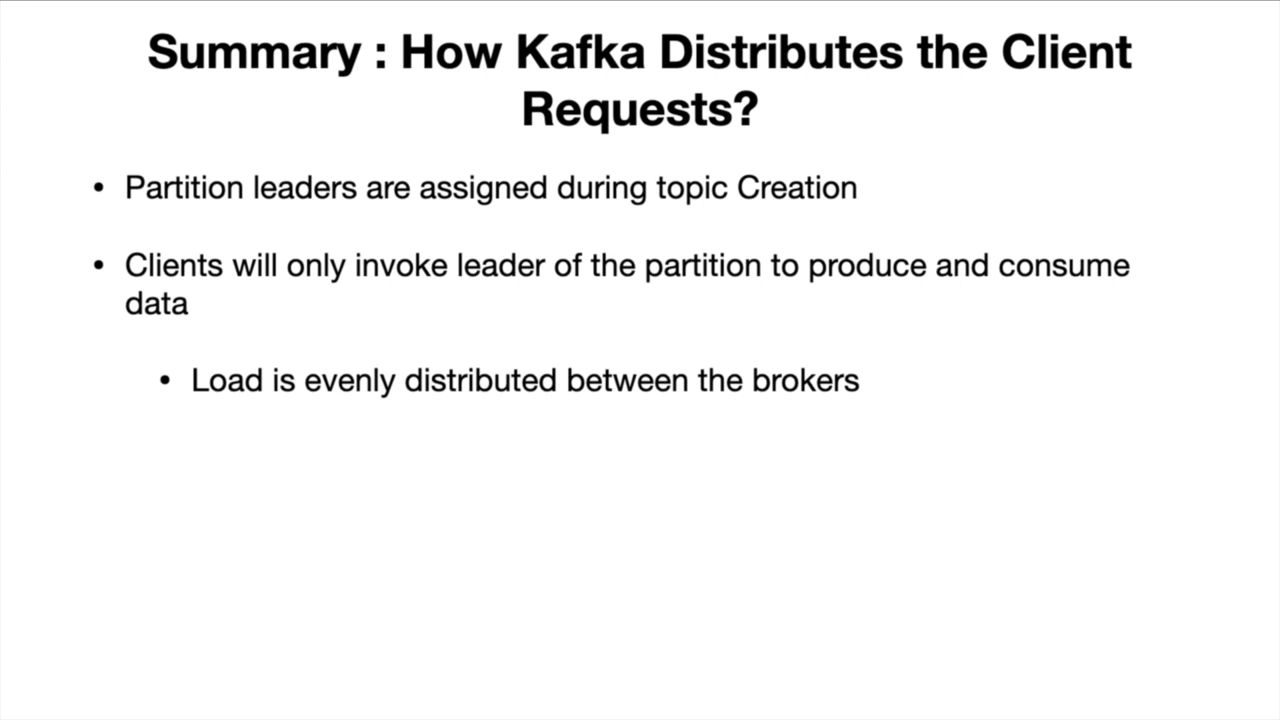 Summary : How Kafka Distributes the Client
Requests?
• Partition leaders are assigned during topic Creation
• Clients will only invoke leader of the partition to produce and consume
data
• Load is evenly distributed between the brokers